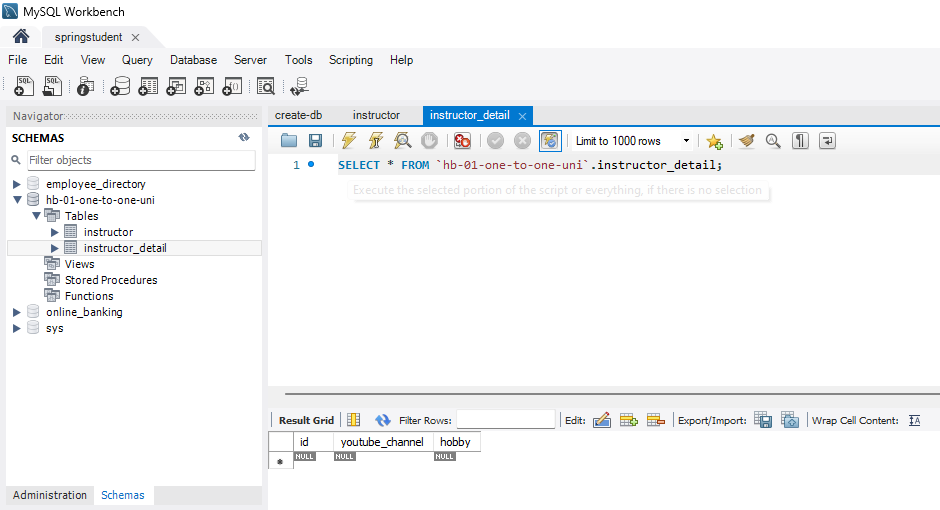 MySQL Workbench
springstudent
File Edit View Query Database Server Tools Scripting Help
SQL SQL
Navigator
SCHEMAS
Filter objects
employee_directory
hb-01-one-to-one-uni
Tables
instructor
instructor_detail
Views
Stored Procedures
Functions
online_banking
sys
Administration Schemas
create-db instructor instructor_detail
Limit to 1000 rows
1 SELECT * FROM `hb-01-one-to-one-uni`.instructor_detail;
Execute the selected portion of the script or everything, if there is no selection
Result Grid Filter Rows: Edit: Export/Import: Wrap Cell Content:
id youtube_channel hobby
NULL NULL NULL